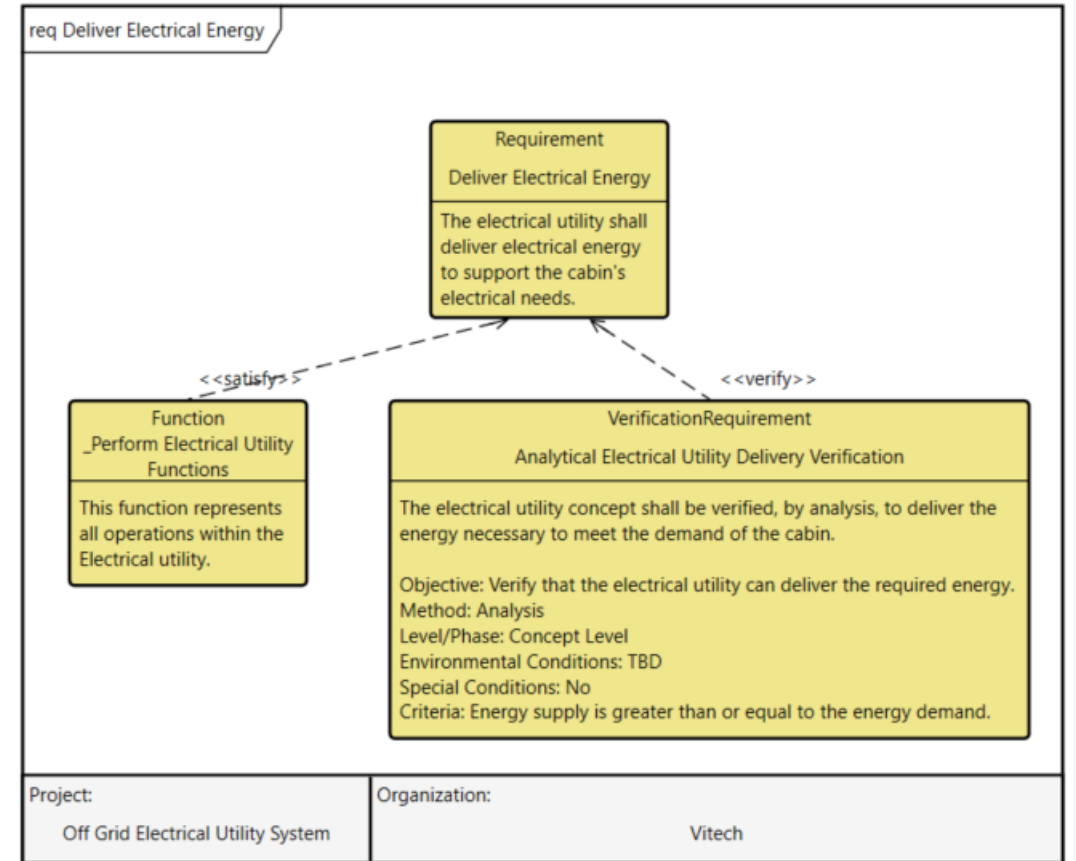 req Deliver Electrical Energy
Requirement
Deliver Electrical Energy
The electrical utility shall
deliver electrical energy
to support the cabin's
electrical needs.
<<satisfy>>
<<verify>>
Function
_Perform Electrical Utility
Functions
This function represents
all operations within the
Electrical utility.
VerificationRequirement
Analytical Electrical Utility Delivery Verification
The electrical utility concept shall be verified, by analysis, to deliver the
energy necessary to meet the demand of the cabin.
Objective: Verify that the electrical utility can deliver the required energy.
Method: Analysis
Level/Phase: Concept Level
Environmental Conditions: TBD
Special Conditions: No
Criteria: Energy supply is greater than or equal to the energy demand.
Project:
Off Grid Electrical Utility System
Organization:
Vitech